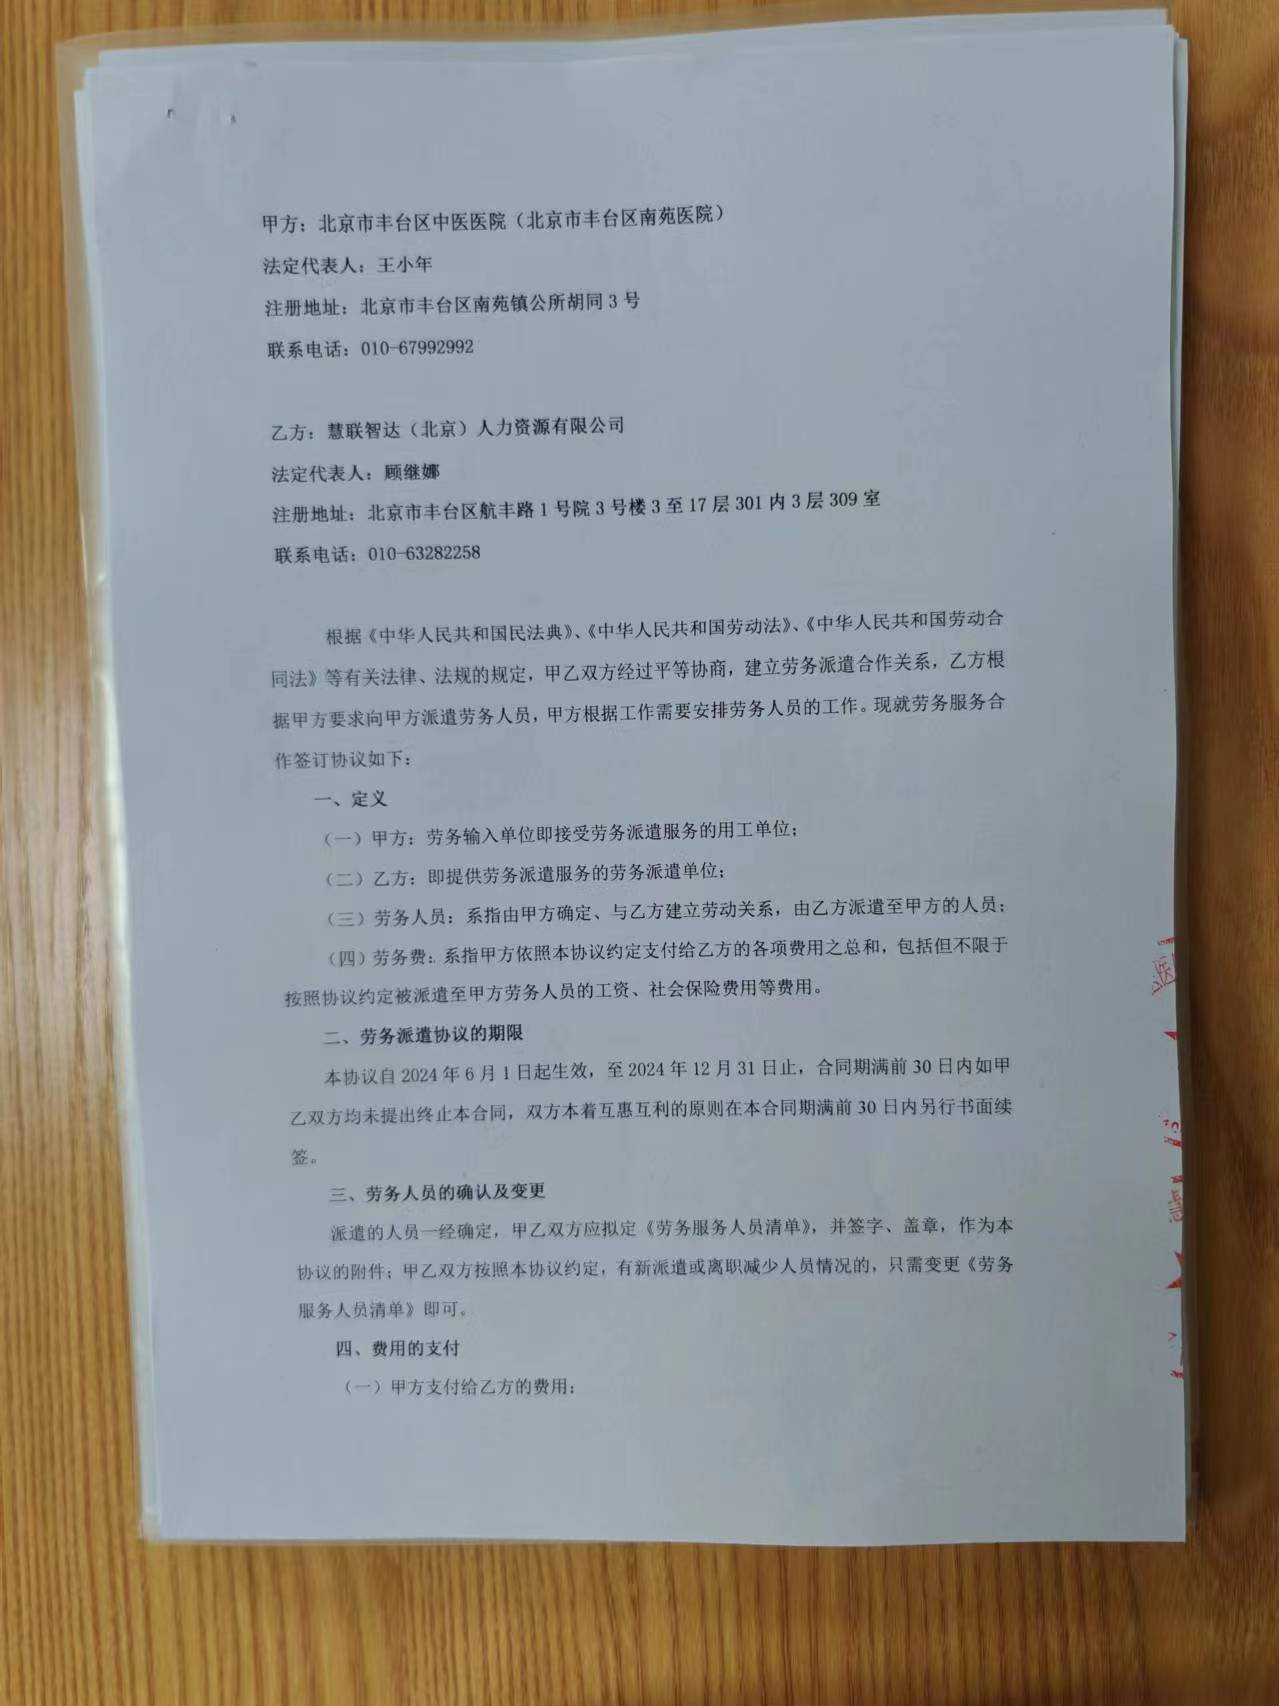 甲方：北京市丰台区中医医院（北京市丰台区南苑医院）
法定代表人：王小年
注册地址：北京市丰台区南苑镇公所胡同 3 号
联系电话：010-67992992
乙方：慧联智达（北京）人力资源有限公司
法定代表人：顾继娜
注册地址：北京市丰台区航丰路 1 号院 3 号楼 3 至 17 层 301 内 3 层 309 室
联系电话：010-63282258
根据《中华人民共和国民法典》、《中华人民共和国劳动法》、《中华人民共和国劳动合
同法》等有关法律、法规的规定，甲乙双方经过平等协商，建立劳务派遣合作关系，乙方根
据甲方要求向甲方派遣劳务人员，甲方根据工作需要安排劳务人员的工作。现就劳务服务合
作签订协议如下：
一、定义
（一）甲方：劳务输入单位即接受劳务派遣服务的用工单位；
（二）乙方：即提供劳务派遣服务的劳务派遣单位；
（三）劳务人员：系指由甲方确定、与乙方建立劳动关系，由乙方派遣至甲方的人员；
（四）劳务费：系指甲方依照本协议约定支付给乙方的各项费用之总和，包括但不限于
按照协议约定被派遣至甲方劳务人员的工资、社会保险费用等费用。
二、劳务派遣协议的期限
本协议自 2024 年 6 月 1 日起生效，至 2024 年 12 月 31 日止，合同期满前 30 日内如甲
乙双方均未提出终止本合同，双方本着互惠互利的原则在本合同期满前 30 日内另行书面续
签。
三、劳务人员的确认及变更
派遣的人员一经确定，甲乙双方应拟定《劳务服务人员清单》，并签字、盖章，作为本
协议的附件；甲乙双方按照本协议约定，有新派遣或离职减少人员情况的，只需变更《劳务
服务人员清单》即可。
四、费用的支付
（一）甲方支付给乙方的费用：
医
慧